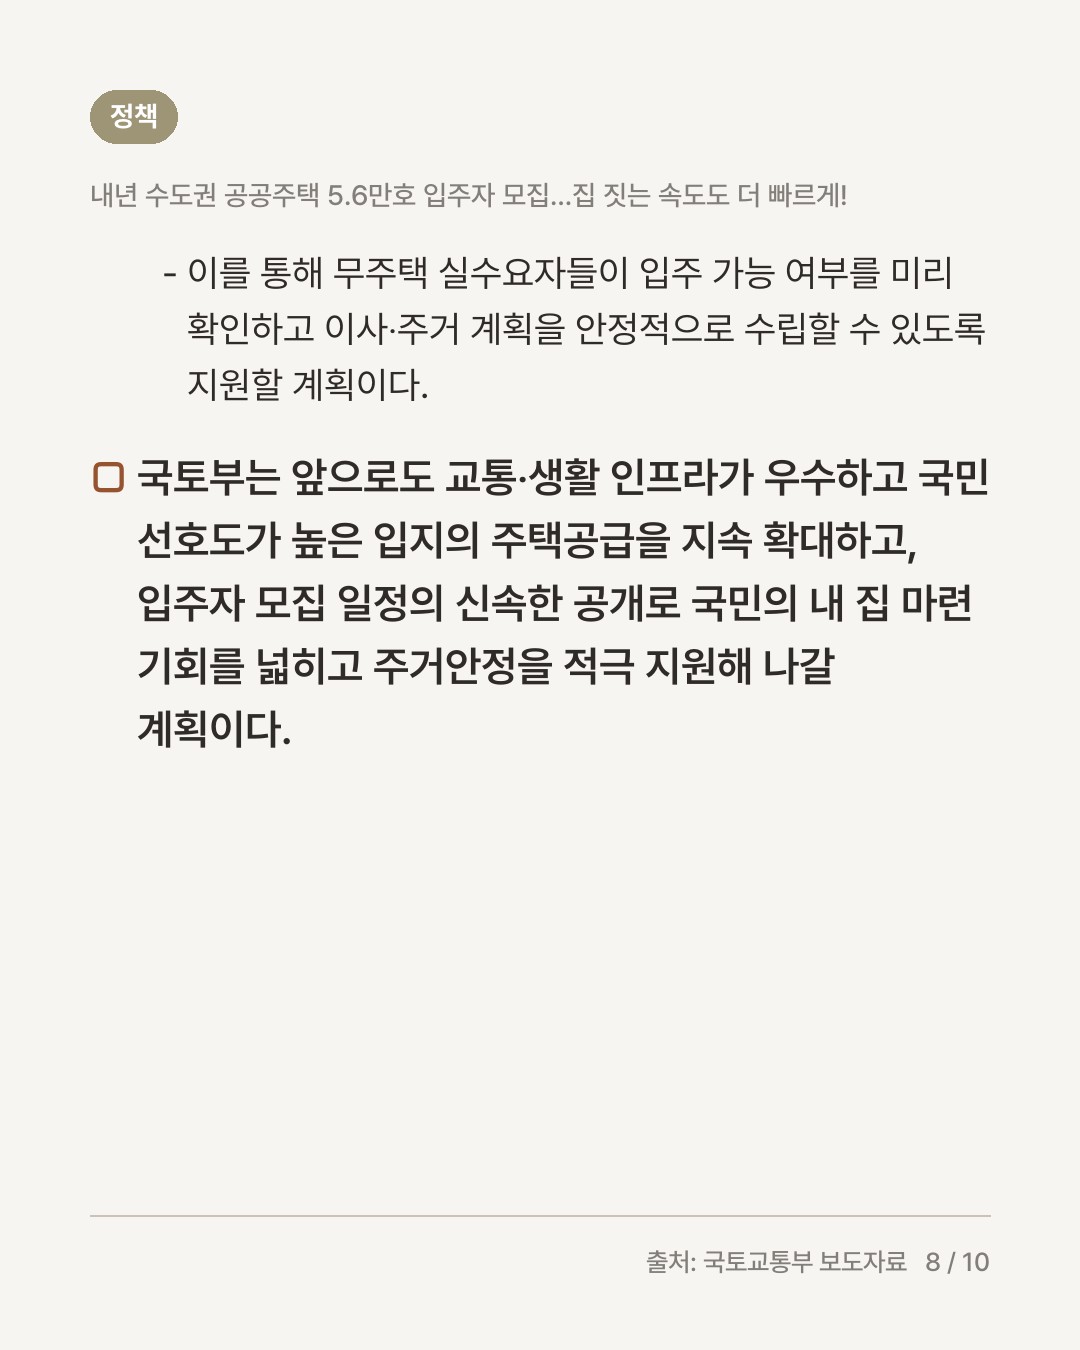 정책
내년 수도권 공공주택 5.6만호 입주자 모집...집 짓는 속도도 더 빠르게!
- 이를 통해 무주택 실수요자들이 입주 가능 여부를 미리
확인하고 이사·주거 계획을 안정적으로 수립할 수 있도록
지원할 계획이다.
□ 국토부는 앞으로도 교통·생활 인프라가 우수하고 국민
선호도가 높은 입지의 주택공급을 지속 확대하고,
입주자 모집 일정의 신속한 공개로 국민의 내 집 마련
기회를 넓히고 주거안정을 적극 지원해 나갈
계획이다.
출처: 국토교통부 보도자료 8 / 10